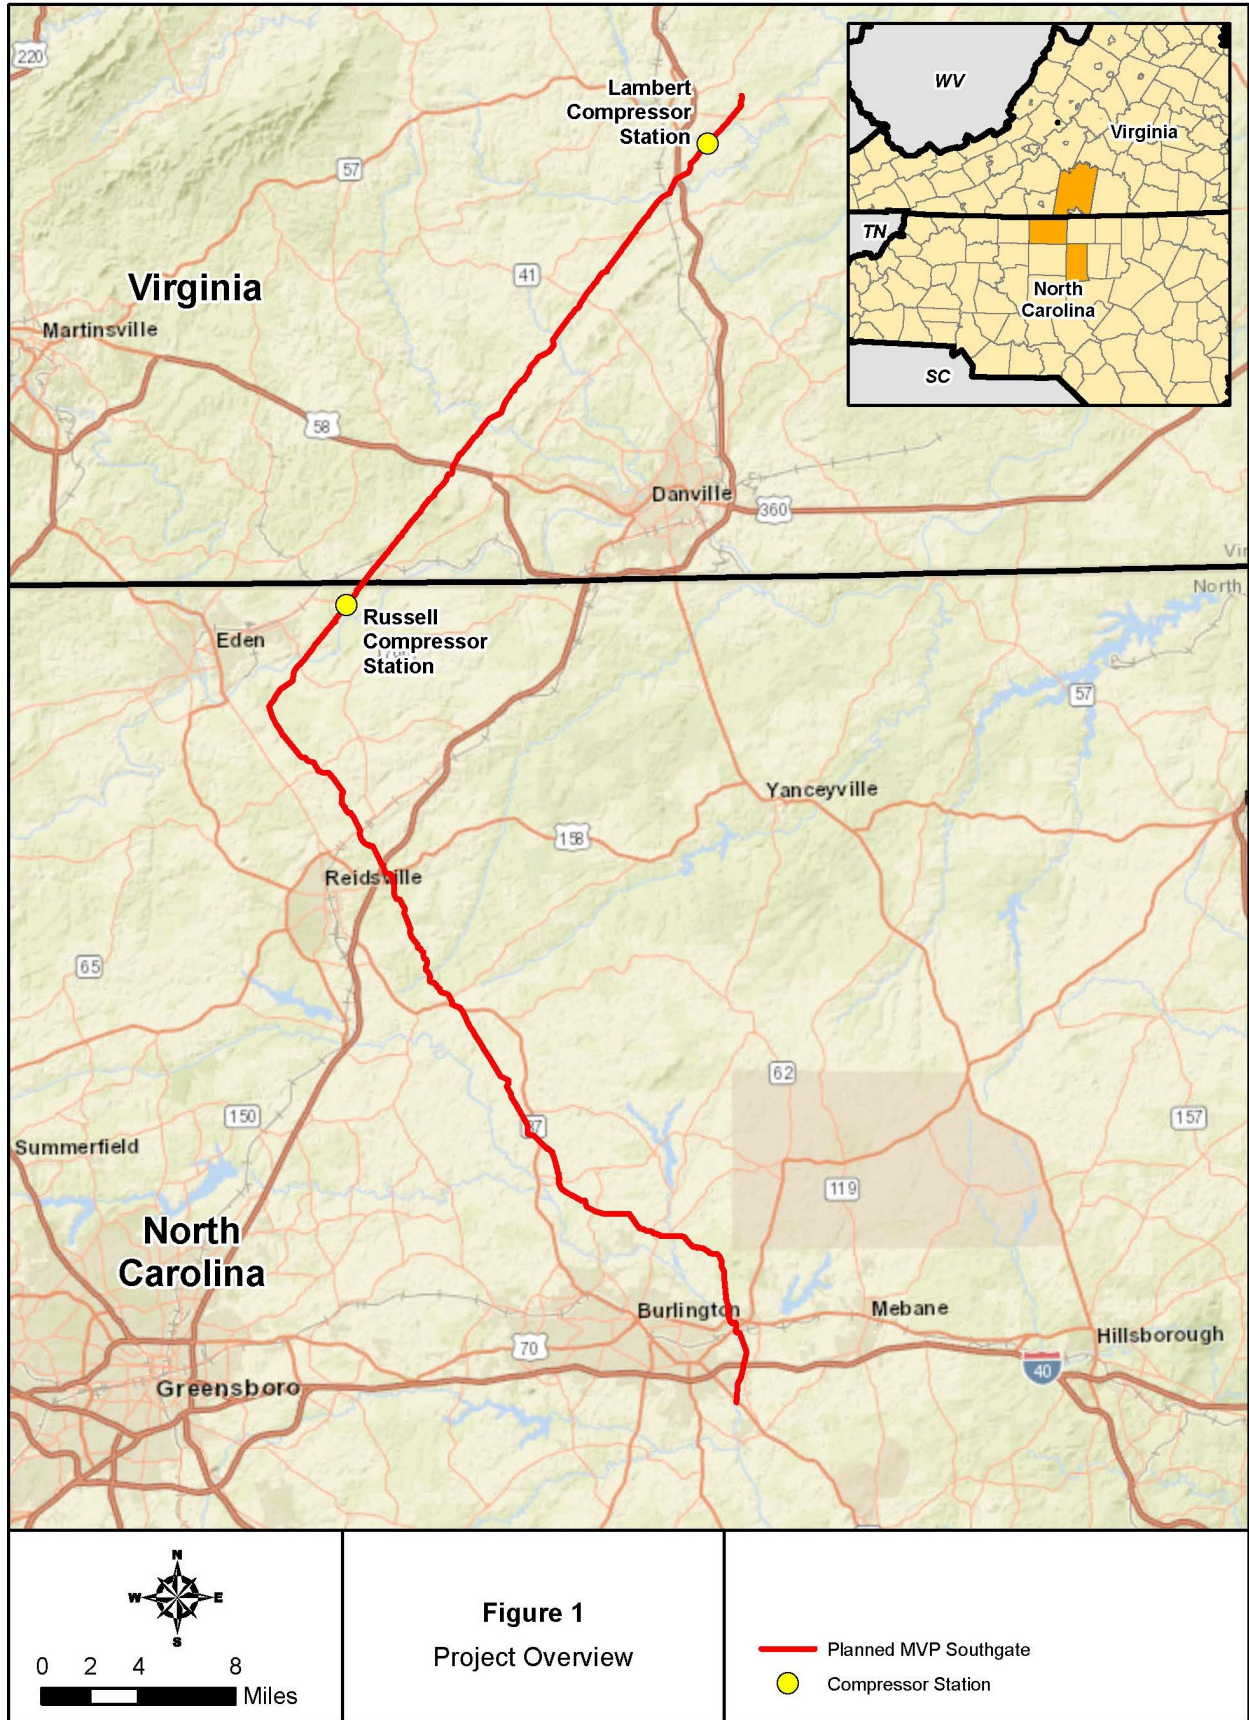 220
Lambert
Compressor
Station
WV
Virginia
57
TN
Virginia
41
North
Carolina
Martinsville
SC
58
Danville
360
North
Russell
Compressor
Station
Eden
57
Yanceyville
158
Reidsville
65
62
150
87
157
Summerfield
119
North
Carolina
Burlington
Mebane
Hillsborough
70
40
Greensboro
N
W
E
S
0 2 4 8
Miles
Figure 1
Project Overview
Planned MVP Southgate
Compressor Station